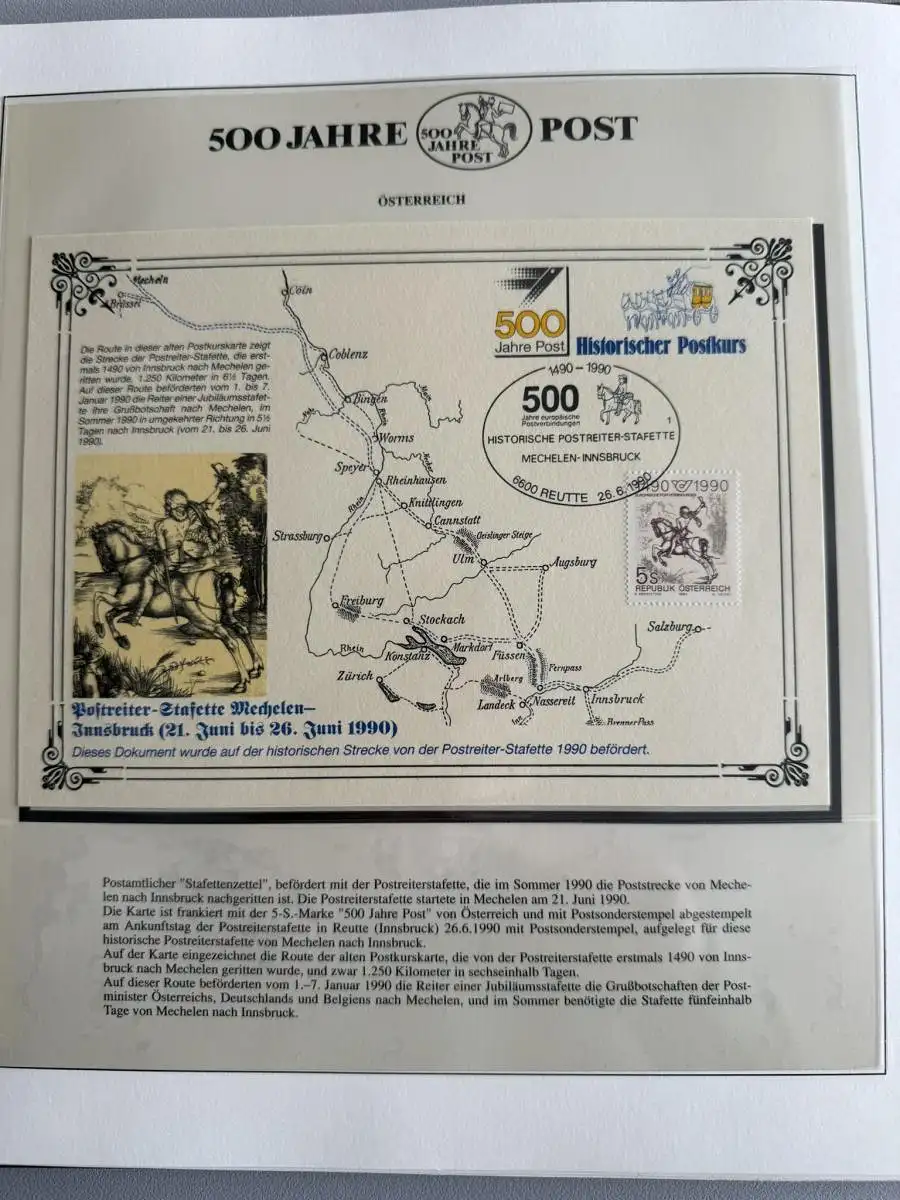 500 JAHRE
500
JAHRE
POST
POST
ÖSTERREICH
Mecheln
Brüssel
Cöln
Coblenz
Bingen
Worms
Speyer
Rheinhausen
Rhein
Knittlingen
Cannstatt
Geislinger Steige
Strassburg
Ulm
Augsburg
Freiburg
Stockach
Rhein
Konstanz
Markdorf
Füssen
Fernpass
Zürich
Arlberg
Landeck
Nassereit
Innsbruck
Salzburg
Brenner Pass
500
Jahre Post
Historischer Postkurs
1490-1990
500
Jahre europäische
Postverbindungen
1
HISTORISCHE POSTREITER-STAFETTE
MECHELEN-INNSBRUCK
6600 REUTTE 26.6.1990
1490 1990
5s
REPUBLIK ÖSTERREICH
Die Route in dieser alten Postkurskarte zeigt
die Strecke der Postreiter-Stafette, die erst-
mals 1490 von Innsbruck nach Mechelen ge-
ritten wurde. 1.250 Kilometer in 6½ Tagen.
Auf dieser Route beförderten vom 1. bis 7.
Januar 1990 die Reiter einer Jubiläumsstafet-
te ihre Grußbotschaft nach Mechelen, im
Sommer 1990 in umgekehrter Richtung in 5½
Tagen nach Innsbruck (vom 21. bis 26. Juni
1990).
Postreiter-Stafette Mechelen–
Innsbruck (21. Juni bis 26. Juni 1990)
Dieses Dokument wurde auf der historischen Strecke von der Postreiter-Stafette 1990 befördert.
Postamtlicher "Stafettenzettel", befördert mit der Postreiterstafette, die im Sommer 1990 die Poststrecke von Meche-
len nach Innsbruck nachgeritten ist. Die Postreiterstafette startete in Mechelen am 21. Juni 1990.
Die Karte ist frankiert mit der 5-S.-Marke "500 Jahre Post" von Österreich und mit Postsonderstempel abgestempelt
am Ankunftstag der Postreiterstafette in Reutte (Innsbruck) 26.6.1990 mit Postsonderstempel, aufgelegt für diese
historische Postreiterstafette von Mechelen nach Innsbruck.
Auf der Karte eingezeichnet die Route der alten Postkurskarte, die von der Postreiterstafette erstmals 1490 von Inns-
bruck nach Mechelen geritten wurde, und zwar 1.250 Kilometer in sechseinhalb Tagen.
Auf dieser Route beförderten vom 1.–7. Januar 1990 die Reiter einer Jubiläumsstafette die Grußbotschaften der Post-
minister Österreichs, Deutschlands und Belgiens nach Mechelen, und im Sommer benötigte die Stafette fünfeinhalb
Tage von Mechelen nach Innsbruck.